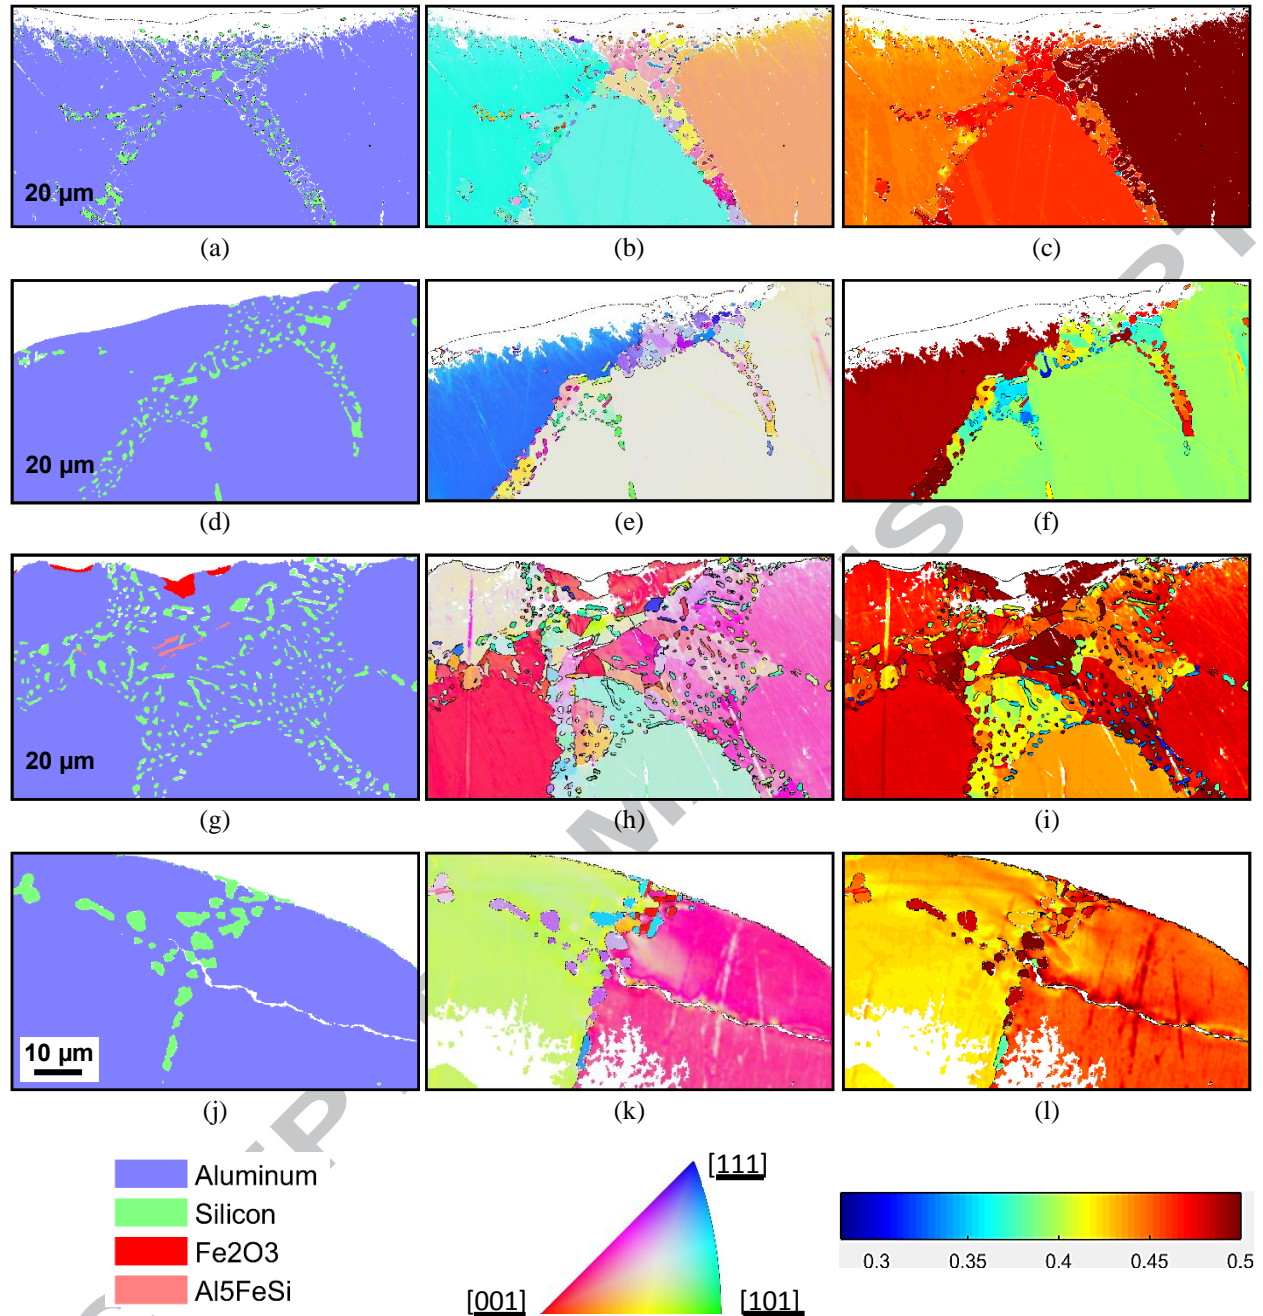 20 µm
(a) (b) (c)
20 µm
(d) (e) (f)
20 µm
(g) (h) (i)
10 µm
(j) (k) (l)
Aluminum
Silicon
Fe2O3
Al5FeSi
[111]
[001] [101]
0.3 0.35 0.4 0.45 0.5